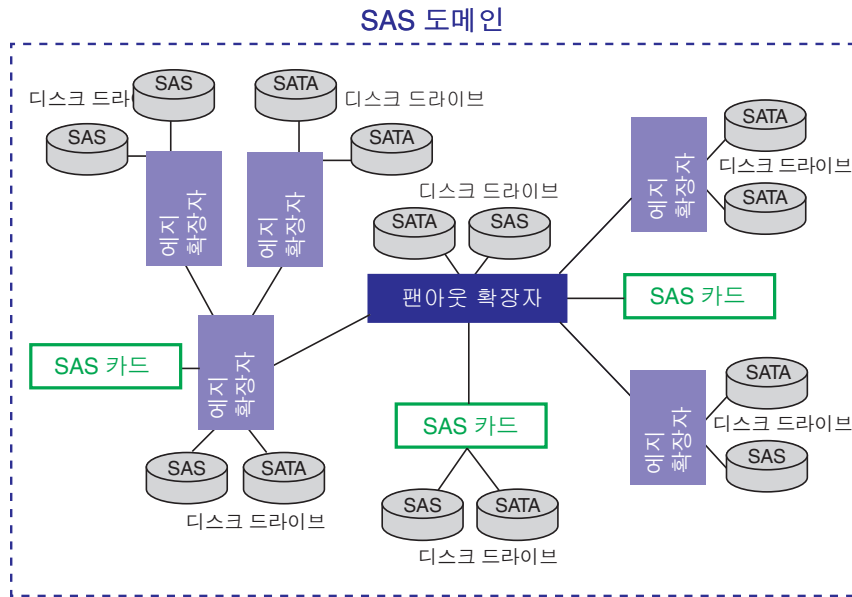 SAS 도메인
SAS
SATA
디스크 드라이브
디스크 드라이브
SAS
SATA
SATA
디스크 드라이브
SATA
에지
확장자
에지
확장자
에지
확장자
디스크 드라이브
SATA
SAS
팬아웃 확장자
SAS 카드
SAS 카드
에지
확장자
SAS 카드
에지
확장자
SATA
디스크 드라이브
SAS
SAS
SATA
디스크 드라이브
SAS
SATA
디스크 드라이브